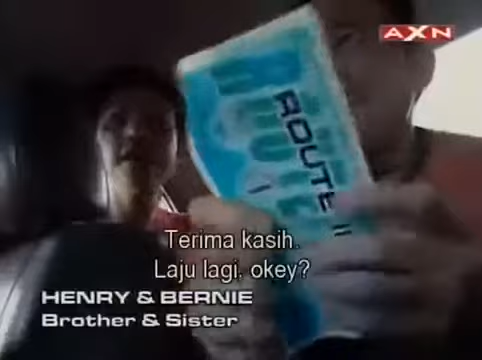 AXN
ROUTE
Terima kasih.
Laju lagi, okey?
HENRY & BERNIE
Brother & Sister